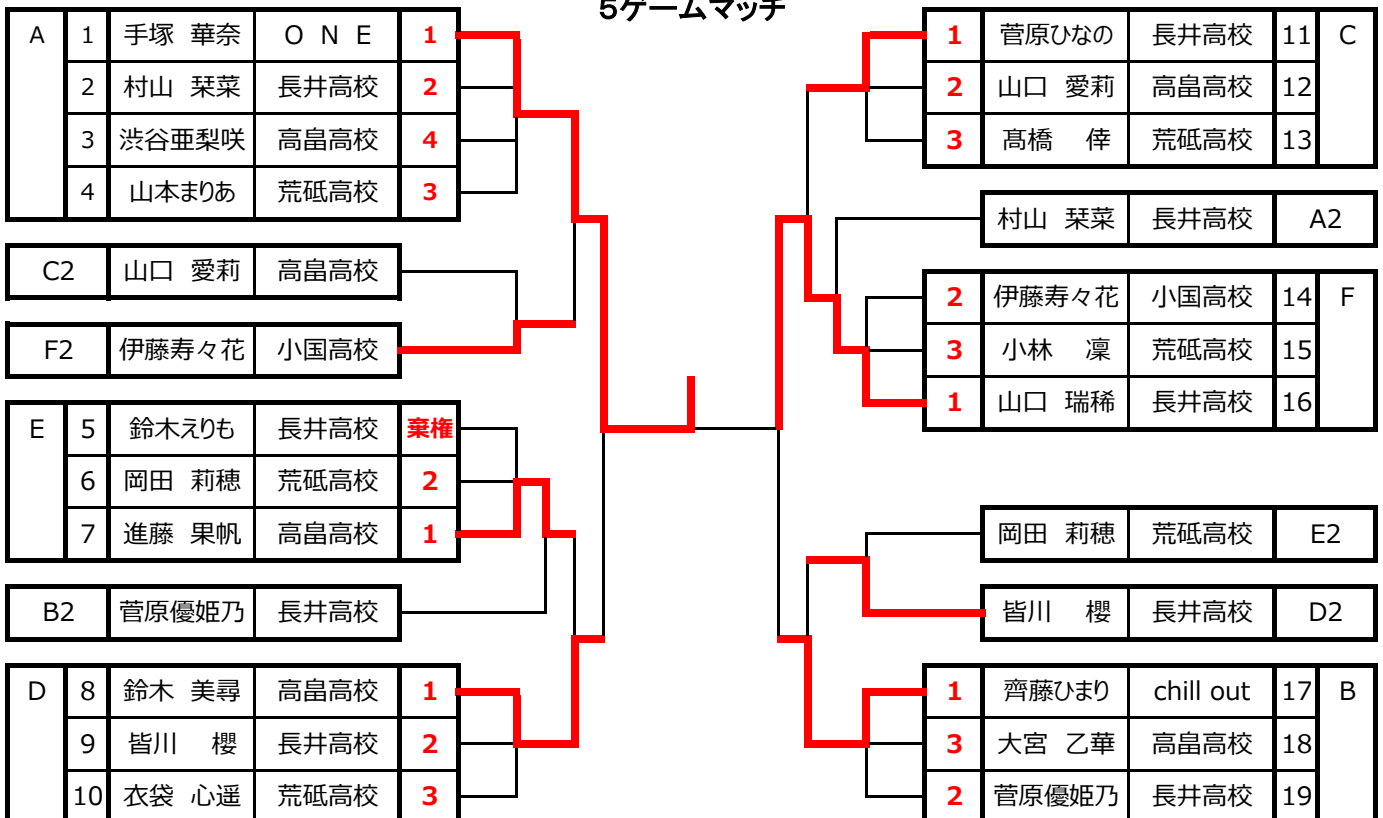 5ゲームマッチ
A 1 手塚 華奈 O N E 1
2 村山 栞菜 長井高校 2
3 渋谷亜梨咲 高畠高校 4
4 山本まりあ 荒砥高校 3
C2 山口 愛莉 高畠高校
F2 伊藤寿々花 小国高校
E 5 鈴木えりも 長井高校 棄権
6 岡田 莉穂 荒砥高校 2
7 進藤 果帆 高畠高校 1
B2 菅原優姫乃 長井高校
D 8 鈴木 美尋 高畠高校 1
9 皆川 櫻 長井高校 2
10 衣袋 心遥 荒砥高校 3
1 菅原ひなの 長井高校 11 C
2 山口 愛莉 高畠高校 12
3 髙橋 倖 荒砥高校 13
村山 栞菜 長井高校 A2
2 伊藤寿々花 小国高校 14 F
3 小林 凜 荒砥高校 15
1 山口 瑞稀 長井高校 16
岡田 莉穂 荒砥高校 E2
皆川 櫻 長井高校 D2
1 齊藤ひまり chill out 17 B
3 大宮 乙華 高畠高校 18
2 菅原優姫乃 長井高校 19